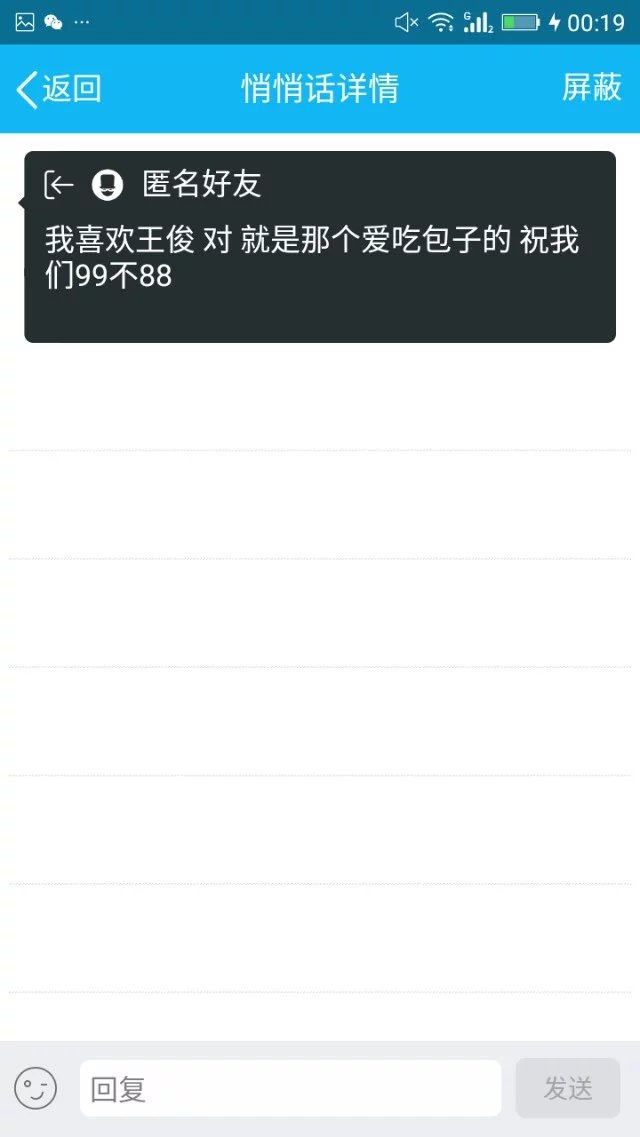 00:19
返回
悄悄话详情
屏蔽
匿名好友
我喜欢王俊 对 就是那个爱吃包子的 祝我
们99不88
回复
发送